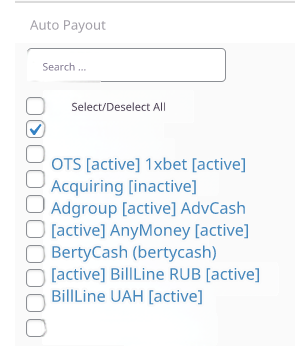 Auto Payout
Search ...
Select/Deselect All
OTS [active] 1xbet [active]
Acquiring [inactive]
Adgroup [active] AdvCash
[active] AnyMoney [active]
BertyCash (bertycash)
[active] BillLine RUB [active]
BillLine UAH [active]